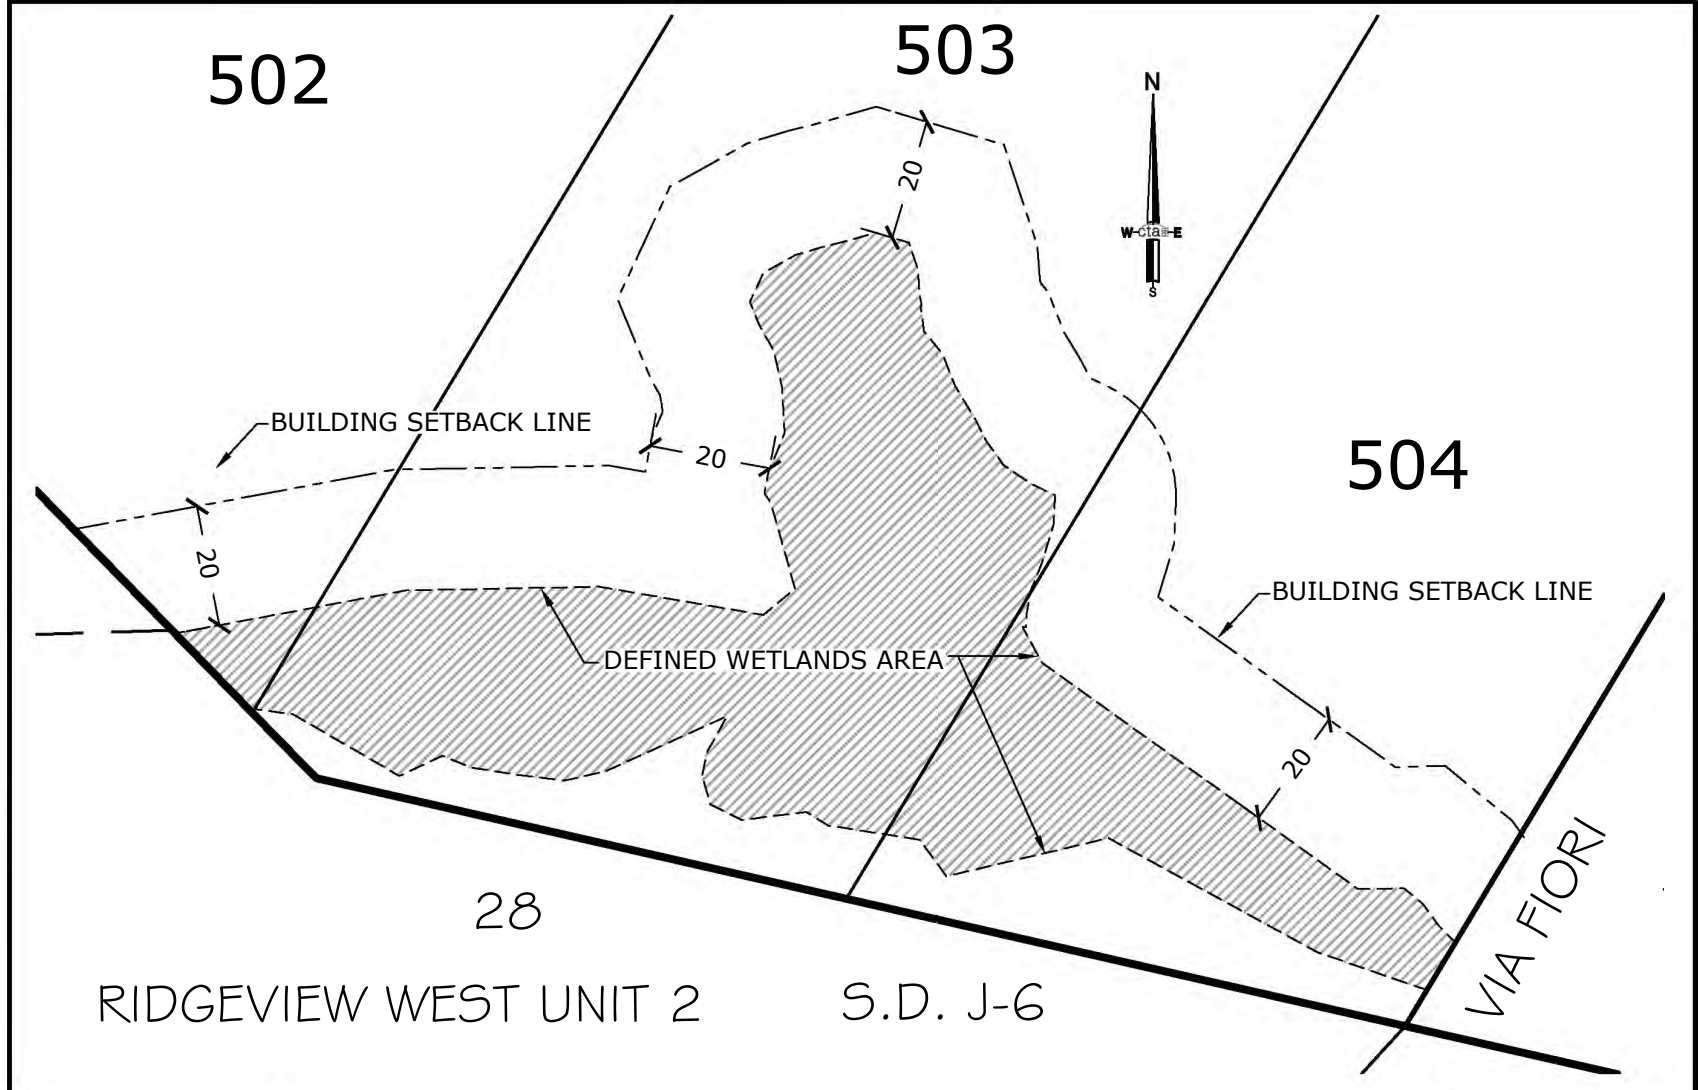 502
503
N
20
W ctaE E
S
BUILDING SETBACK LINE
20
504
20
BUILDING SETBACK LINE
DEFINED WETLANDS AREA
20
VIA FIORI
28
RIDGEVIEW WEST UNIT 2 S.D. J-6